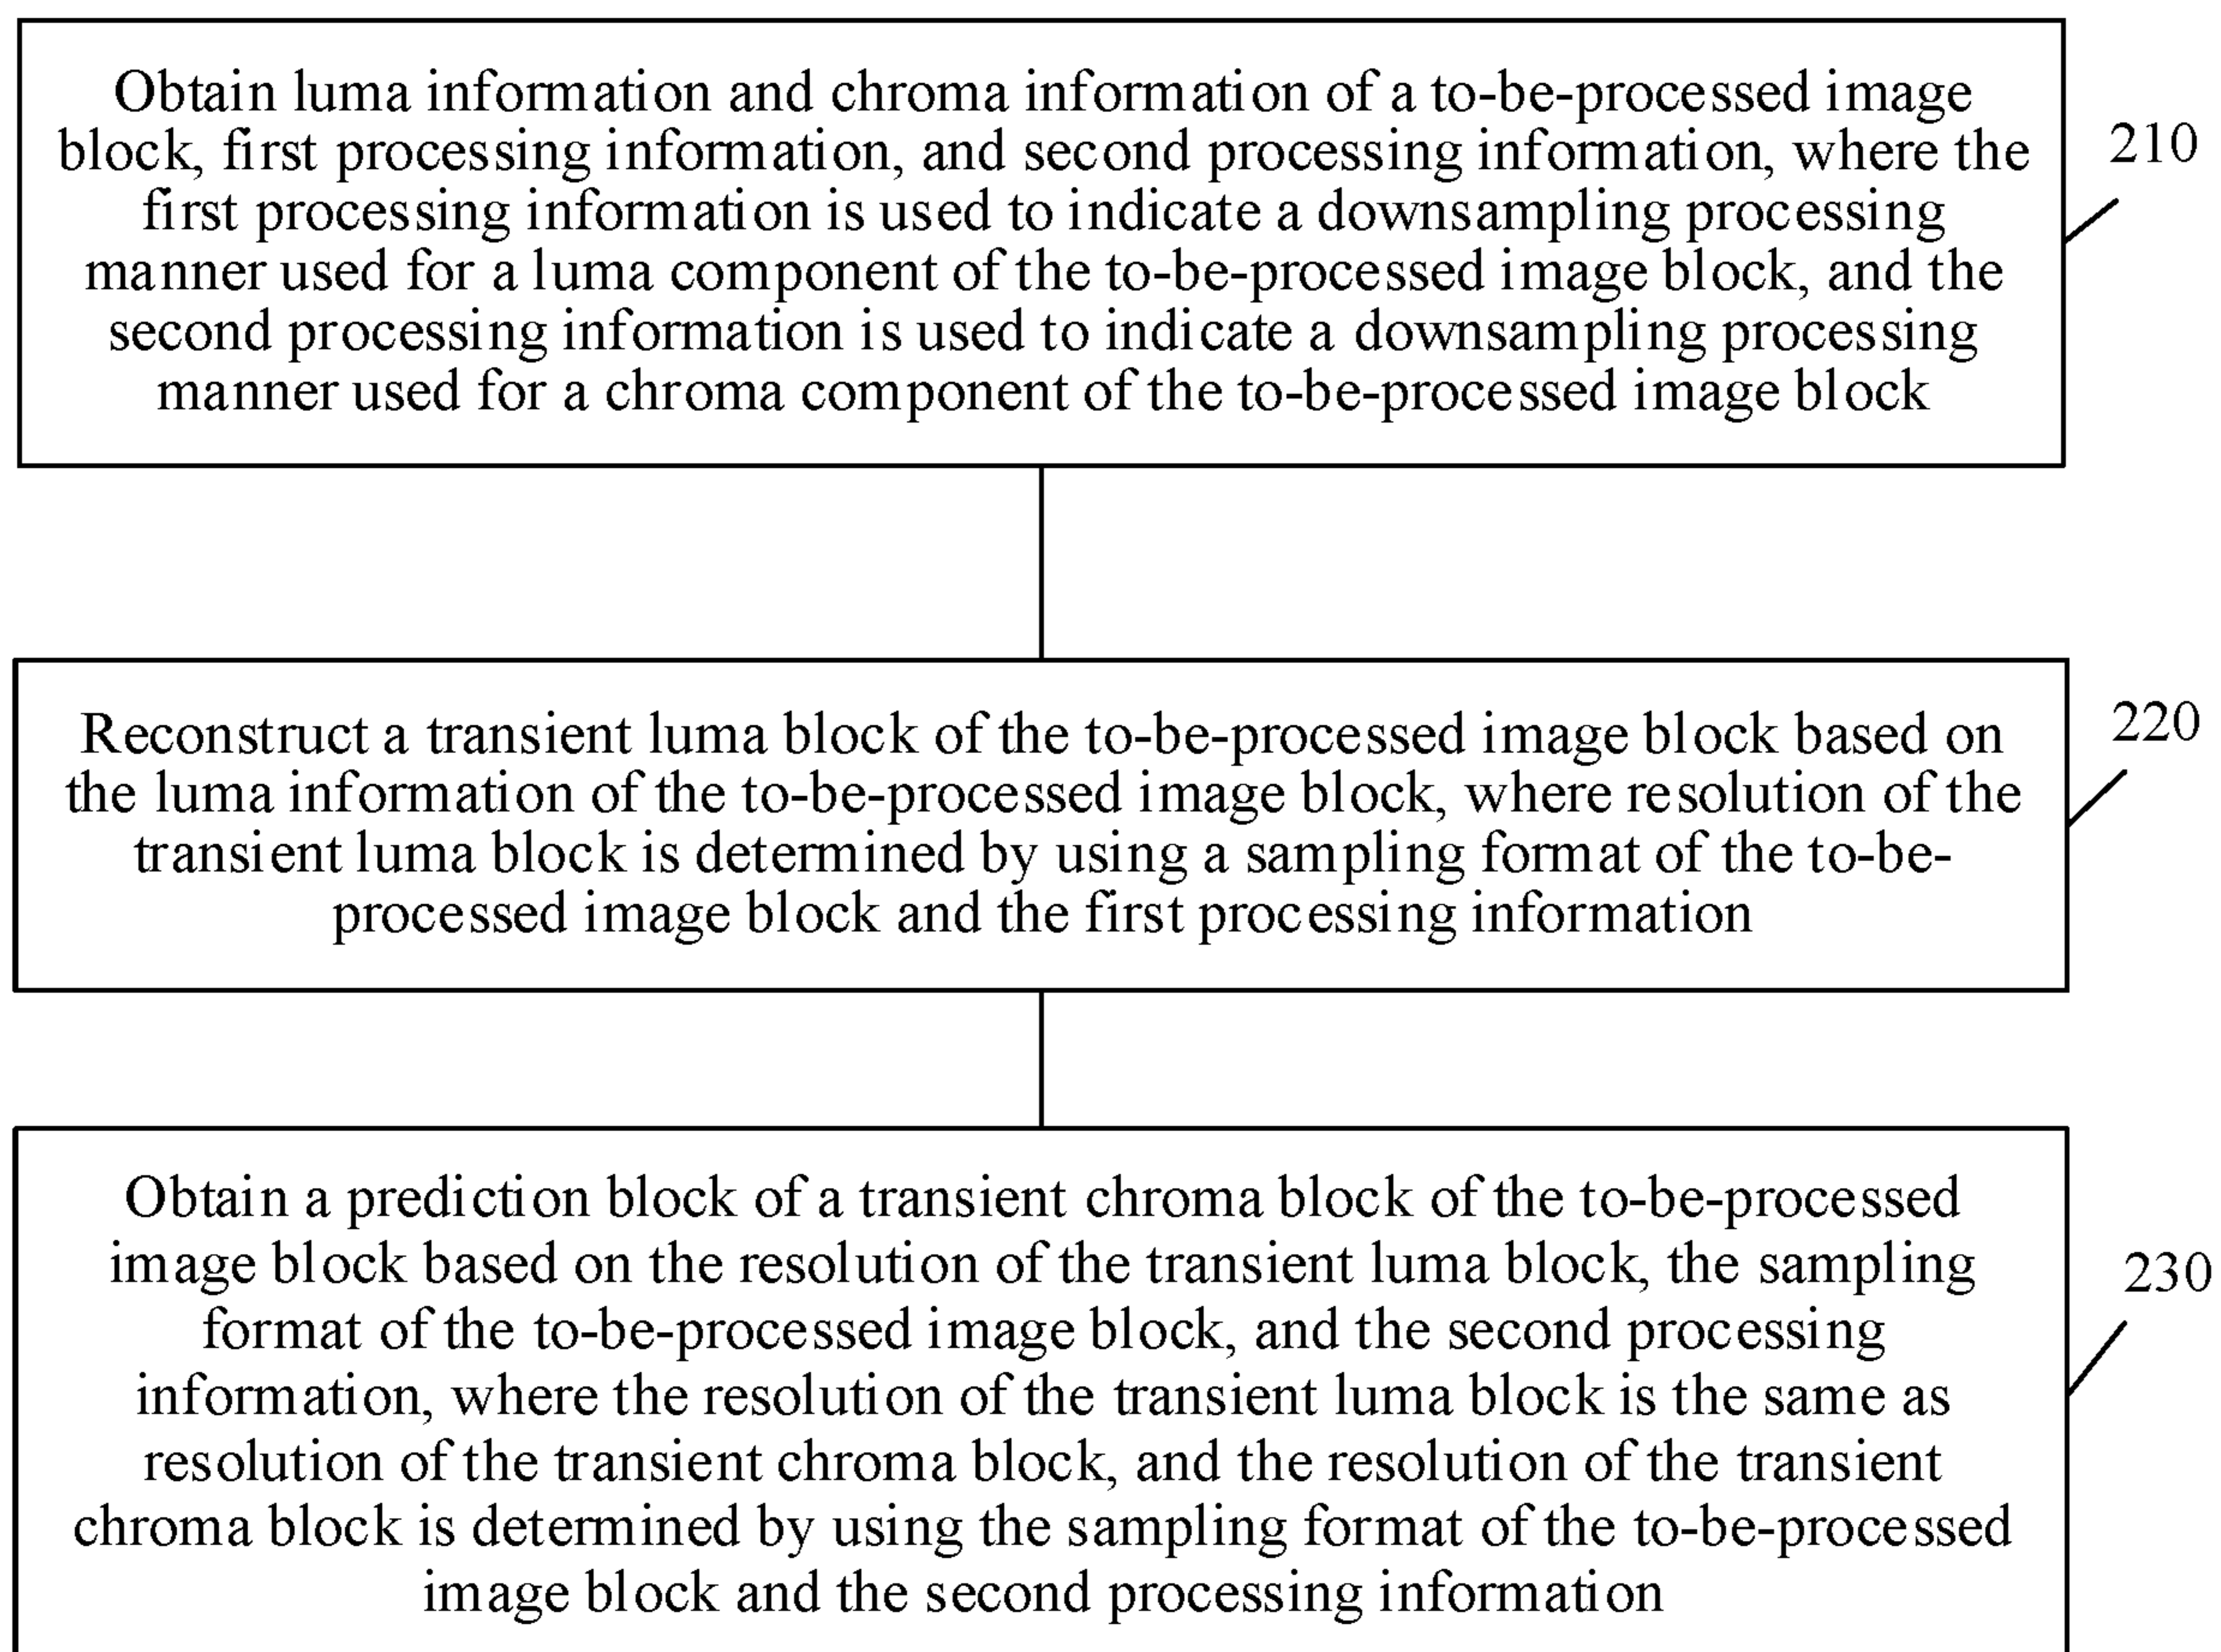 Obtain luma information and chroma information of a to-be-processed image
block, first processing information, and second processing information, where the
first processing information is used to indicate a downsampling processing
manner used for a luma component of the to-be-processed image block, and the
second processing information is used to indicate a downsampling processing
manner used for a chroma component of the to-be-processed image block
210
Reconstruct a transient luma block of the to-be-processed image block based on
the luma information of the to-be-processed image block, where resolution of the
transient luma block is determined by using a sampling format of the to-be-
processed image block and the first processing information
220
Obtain a prediction block of a transient chroma block of the to-be-processed
image block based on the resolution of the transient luma block, the sampling
format of the to-be-processed image block, and the second processing
information, where the resolution of the transient luma block is the same as
resolution of the transient chroma block, and the resolution of the transient
chroma block is determined by using the sampling format of the to-be-processed
image block and the second processing information
230